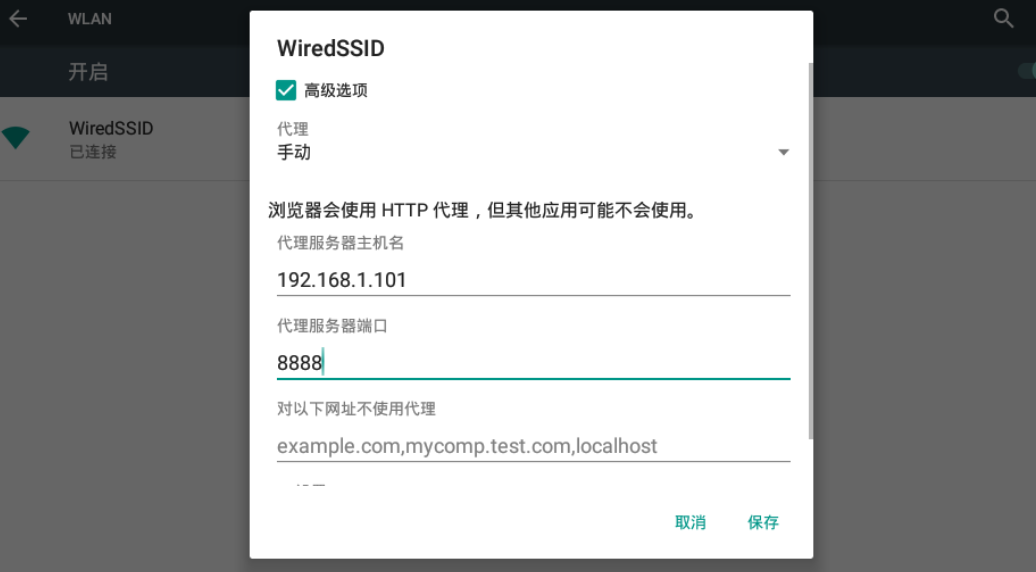 WLAN
开启
WiredSSID
已连接
WiredSSID
高级选项
代理
手动
浏览器会使用 HTTP 代理，但其他应用可能不会使用。
代理服务器主机名
192.168.1.101
代理服务器端口
8888
对以下网址不使用代理
example.com,mycomp.test.com,localhost
取消
保存